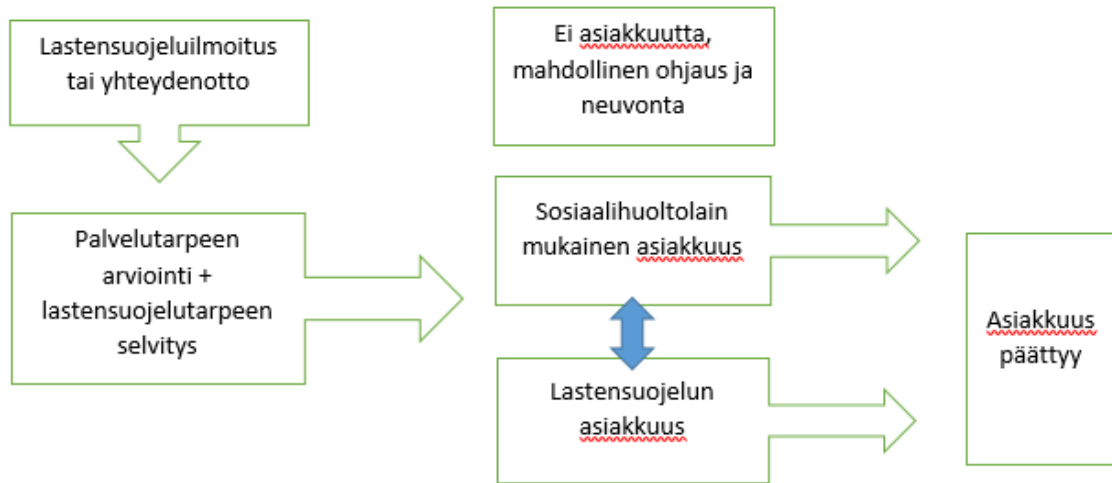 Lastensuojeluilmoitus
tai yhteydenotto
Palvelutarpeen
arviointi +
lastensuojelutarpeen
selvitys
Ei asiakkuutta,
mahdollinen ohjaus ja
neuvonta
Sosiaalihuoltolain
mukainen asiakkuus
Lastensuojelun
asiakkuus
Asiakkuus
päättyy